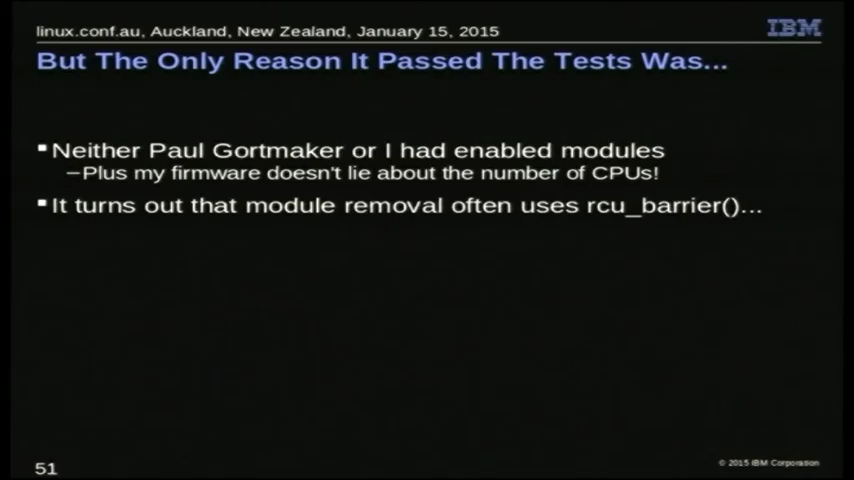 linux.conf.au, Auckland, New Zealand, January 15, 2015
IBM
But The Only Reason It Passed The Tests Was...
▪Neither Paul Gortmaker or I had enabled modules
–Plus my firmware doesn't lie about the number of CPUs!
▪It turns out that module removal often uses rcu_barrier()...
51
© 2015 IBM Corporation